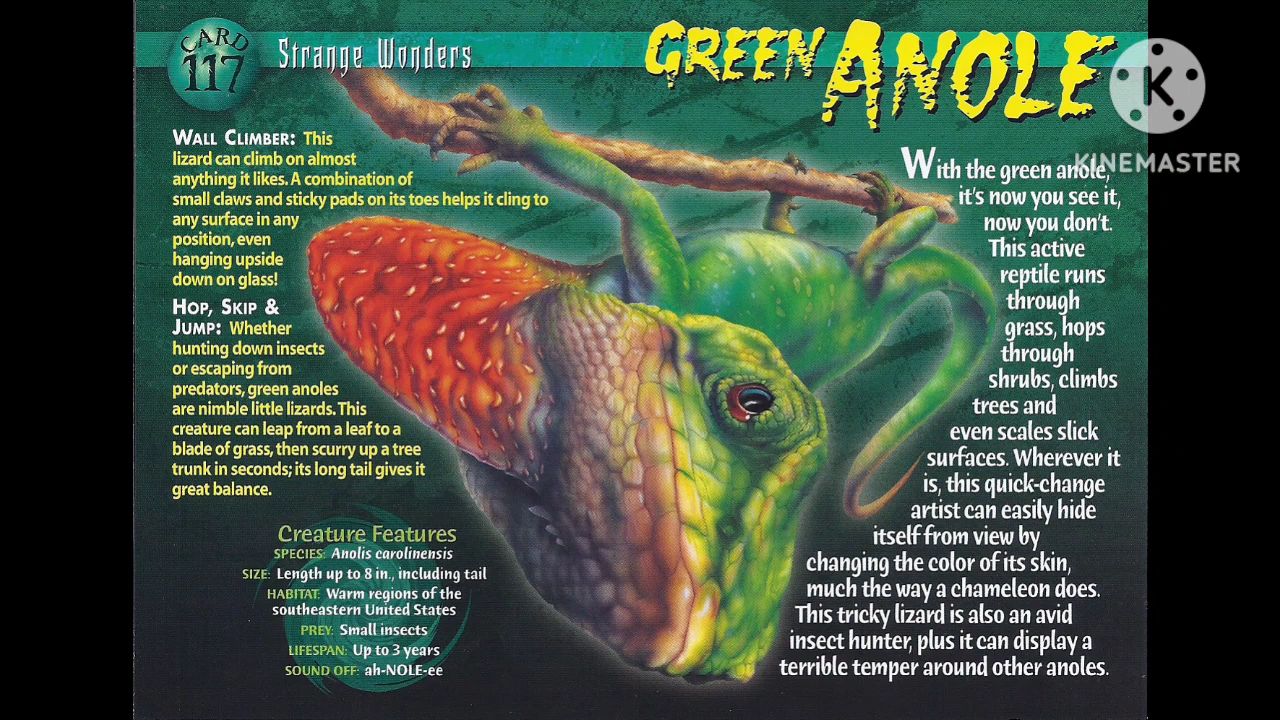 CARD
117
Strange Wonders
GREEN ANOLE
KINEMASTER
WALL CLIMBER: This
lizard can climb on almost
anything it likes. A combination of
small claws and sticky pads on its toes helps it cling to
any surface in any
position, even
hanging upside
down on glass!
HOP, SKIP &
JUMP: Whether
hunting down insects
or escaping from
predators, green anoles
are nimble little lizards. This
creature can leap from a leaf to a
blade of grass, then scurry up a tree
trunk in seconds; its long tail gives it
great balance.
Creature Features
SPECIES: Anolis carolinensis
SIZE: Length up to 8 in., including tail
HABITAT: Warm regions of the
southeastern United States
PREY: Small insects
LIFESPAN: Up to 3 years
SOUND OFF: ah-NOLE-ee
With the green anole,
it's now you see it,
now you don't.
This active
reptile runs
through
grass, hops
through
shrubs, climbs
trees and
even scales slick
surfaces. Wherever it
is, this quick-change
artist can easily hide
itself from view by
changing the color of its skin,
much the way a chameleon does.
This tricky lizard is also an avid
insect hunter, plus it can display a
terrible temper around other anoles.